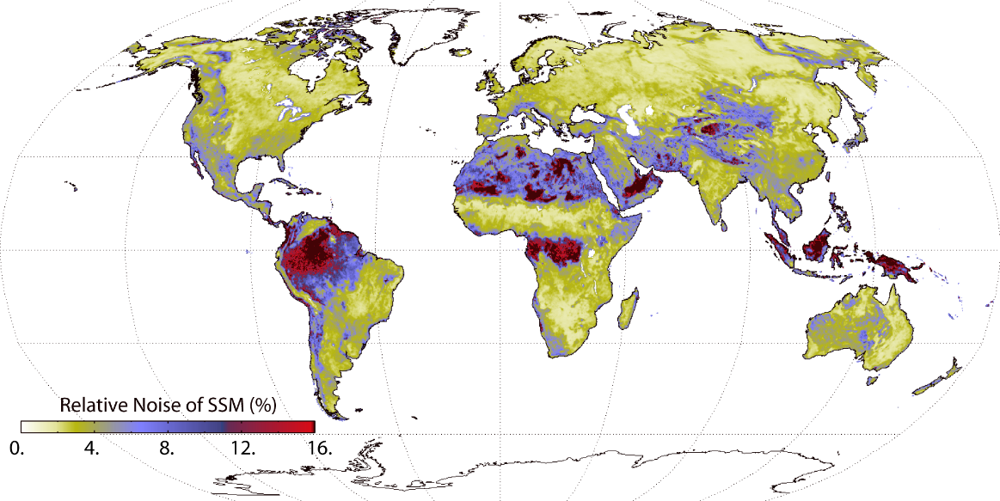 Relative Noise of SSM (%)
0. 4. 8. 12. 16.